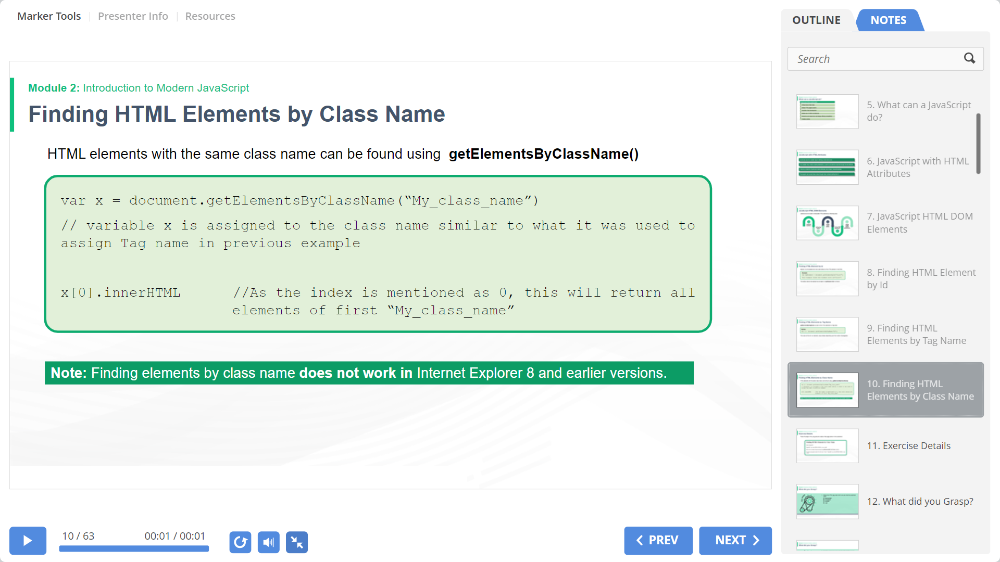 Marker Tools
Presenter Info
Resources
OUTLINE
NOTES
Search
Module 2: Introduction to Modern JavaScript
Finding HTML Elements by Class Name
HTML elements with the same class name can be found using getElementsByClassName()
var x = document.getElementsByClassName(“My_class_name”)
// variable x is assigned to the class name similar to what it was used to
assign Tag name in previous example
x[0].innerHTML //As the index is mentioned as 0, this will return all
elements of first “My_class_name”
Note: Finding elements by class name does not work in Internet Explorer 8 and earlier versions.
5. What can a JavaScript
do?
6. JavaScript with HTML
Attributes
7. JavaScript HTML DOM
Elements
8. Finding HTML Element
by Id
9. Finding HTML
Elements by Tag Name
10. Finding HTML
Elements by Class Name
11. Exercise Details
12. What did you Grasp?
10 / 63
00:01 / 00:01
PREV
NEXT